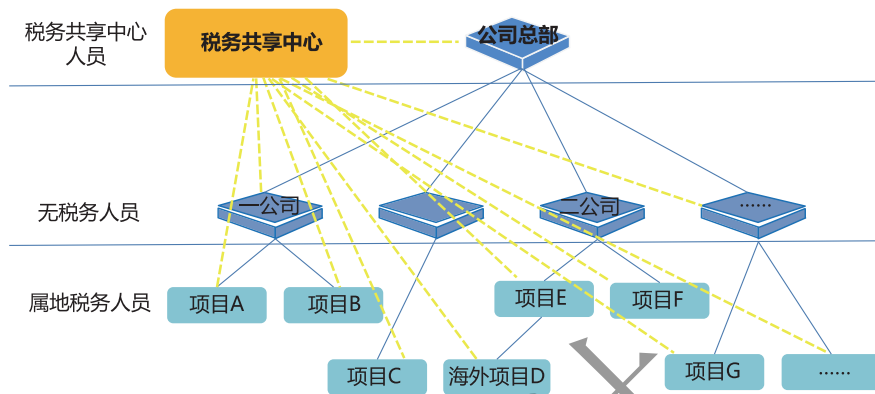 税务共享中心
人员
税务共享中心
公司总部
无税务人员
一公司
二公司
……
属地税务人员
项目A
项目B
项目E
项目F
项目C
海外项目D
项目G
……